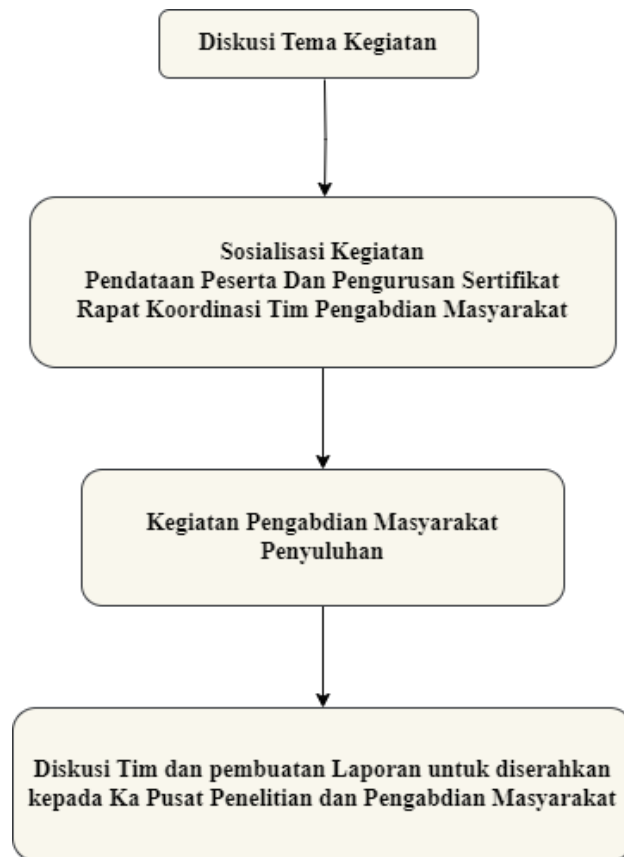 Diskusi Tema Kegiatan
Sosialisasi Kegiatan
Pendataan Peserta Dan Pengurusan Sertifikat
Rapat Koordinasi Tim Pengabdian Masyarakat
Kegiatan Pengabdian Masyarakat
Penyuluhan
Diskusi Tim dan pembuatan Laporan untuk diserahkan
kepada Ka Pusat Penelitian dan Pengabdian Masyarakat